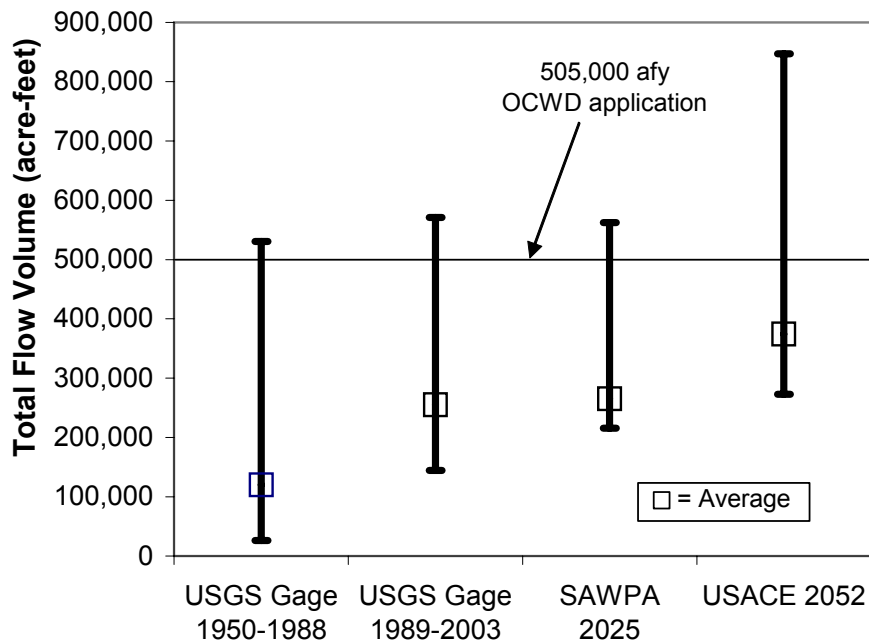 Total Flow Volume (acre-feet)
900,000
800,000
700,000
600,000
500,000
400,000
300,000
200,000
100,000
0
505,000 afy
OCWD application
= Average
USGS Gage
1950-1988
USGS Gage
1989-2003
SAWPA
2025
USACE 2052